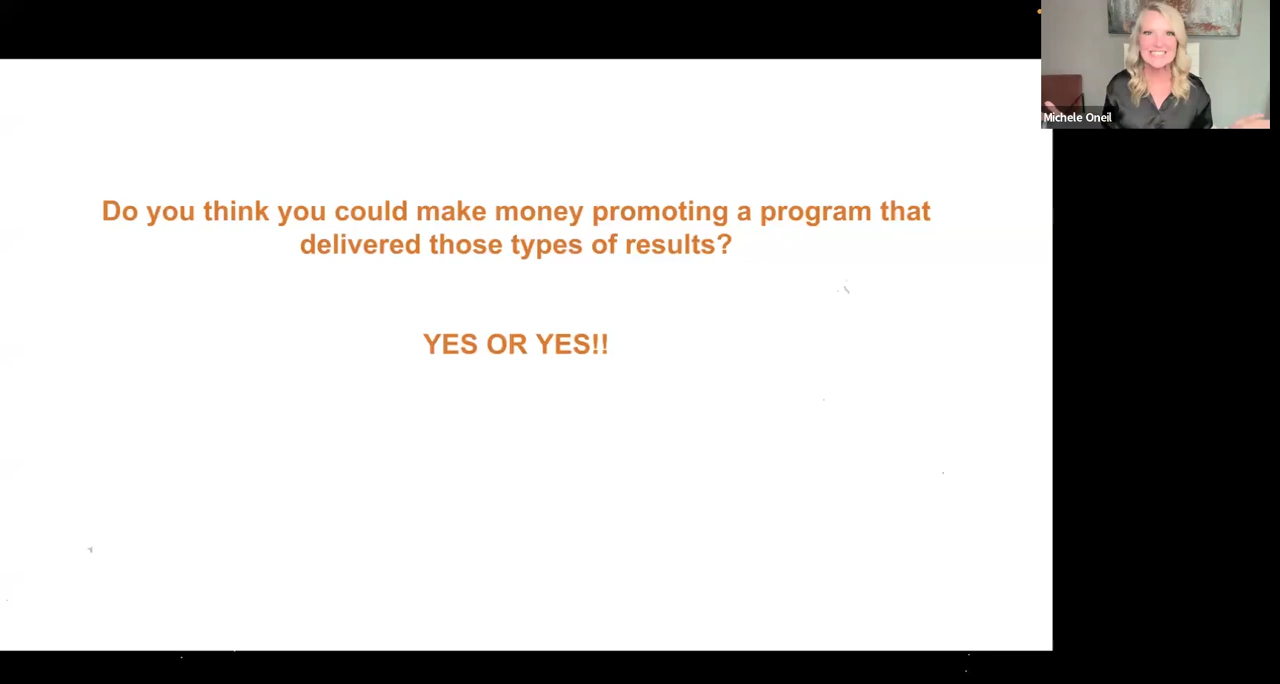 Michele Oneil
Do you think you could make money promoting a program that
delivered those types of results?
YES OR YES!!